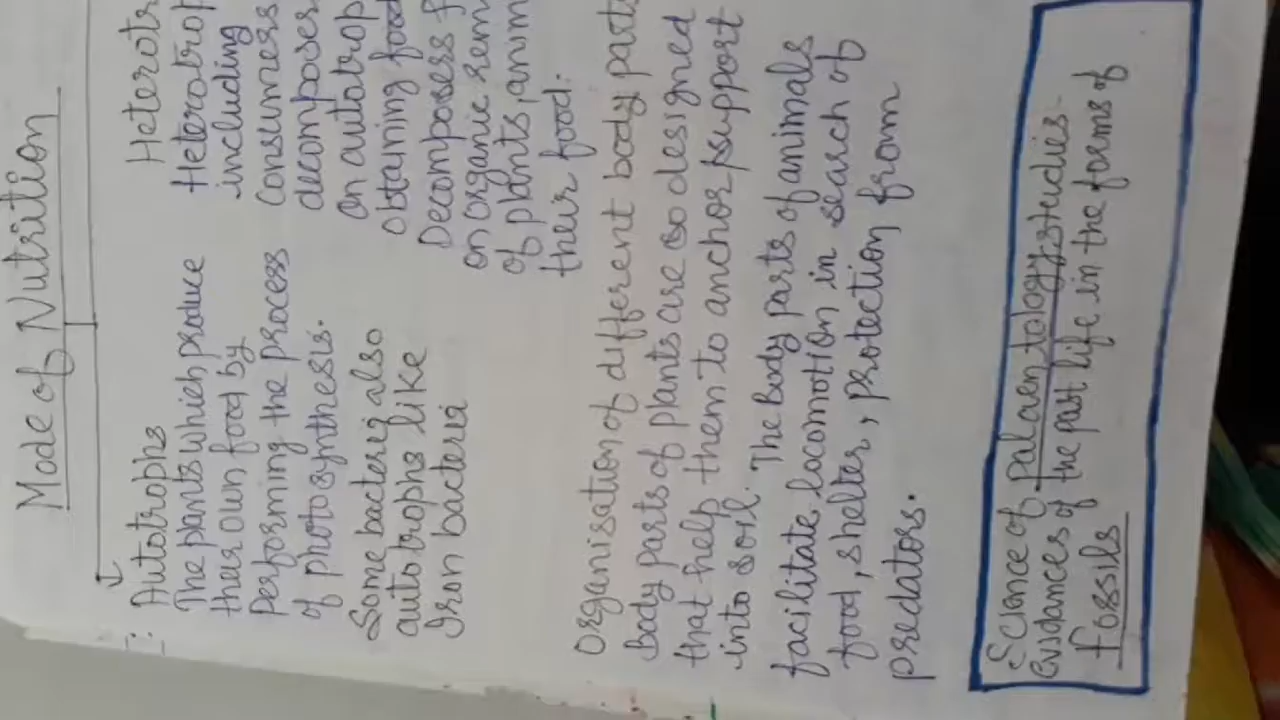 Mode of Nutrition
Autotrophs
The plants which produce
their own food by
performing the process
of photosynthesis.
Some bacteria also
autotrophs like
Iron bacteria
Heterotr
Heterotrop
including
consumers
decomposer
on autotrop
obtaining food
Decomposers f
on organic rem
of plants, anim
their food.
Organisation of different body parts
Body parts of plants are so designed
that help them to anchor/support
into soil. The Body parts of animals
facilitate locomotion in search of
food, shelter, protection from
predators.
Science of palaentology studies
evidances of the past life in the forms of
fossils